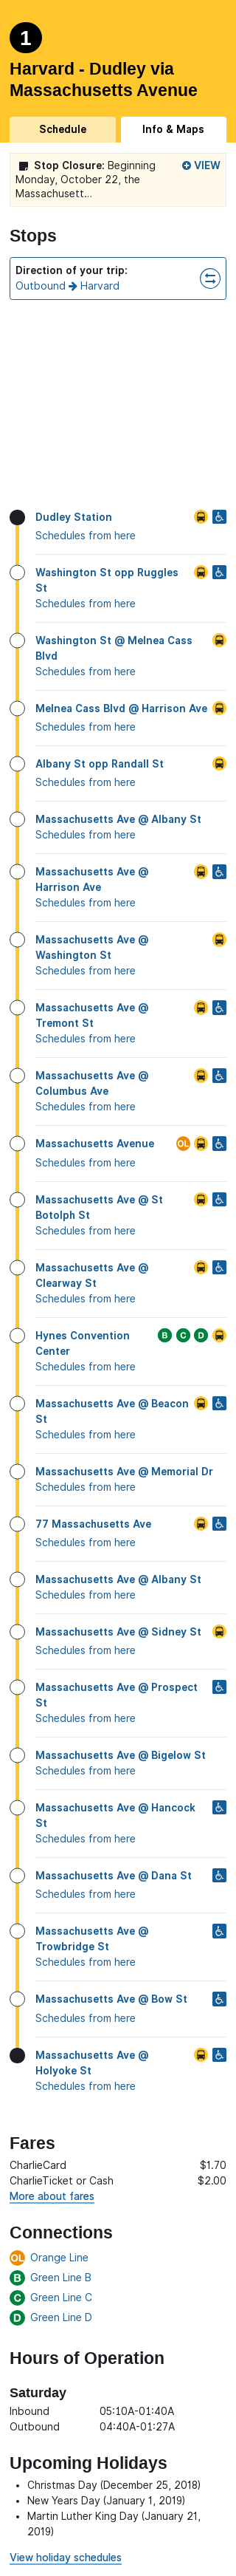 1
Harvard - Dudley via
Massachusetts Avenue
Schedule
Info & Maps
Stop Closure: Beginning
VIEW
Monday, October 22, the
Massachusett...
Stops
Direction of your trip:
Outbound Harvard
Dudley Station
Schedules from here
Washington St opp Ruggles
St
Schedules from here
Washington St @ Melnea Cass
Blvd
Schedules from here
Melnea Cass Blvd @ Harrison Ave
Schedules from here
Albany St opp Randall St
Schedules from here
Massachusetts Ave @ Albany St
Schedules from here
Massachusetts Ave @
Harrison Ave
Schedules from here
Massachusetts Ave @
Washington St
Schedules from here
Massachusetts Ave @
Tremont St
Schedules from here
Massachusetts Ave @
Columbus Ave
Schedules from here
Massachusetts Avenue OL
Schedules from here
Massachusetts Ave @ St
Botolph St
Schedules from here
Massachusetts Ave @
Clearway St
Schedules from here
Hynes Convention B C D
Center
Schedules from here
Massachusetts Ave @ Beacon
St
Schedules from here
Massachusetts Ave @ Memorial Dr
Schedules from here
77 Massachusetts Ave
Schedules from here
Massachusetts Ave @ Albany St
Schedules from here
Massachusetts Ave @ Sidney St
Schedules from here
Massachusetts Ave @ Prospect
St
Schedules from here
Massachusetts Ave @ Bigelow St
Schedules from here
Massachusetts Ave @ Hancock
St
Schedules from here
Massachusetts Ave @ Dana St
Schedules from here
Massachusetts Ave @
Trowbridge St
Schedules from here
Massachusetts Ave @ Bow St
Schedules from here
Massachusetts Ave @
Holyoke St
Schedules from here
Fares
CharlieCard $1.70
CharlieTicket or Cash $2.00
More about fares
Connections
OL Orange Line
B Green Line B
C Green Line C
D Green Line D
Hours of Operation
Saturday
Inbound 05:10A-01:40A
Outbound 04:40A-01:27A
Upcoming Holidays
• Christmas Day (December 25, 2018)
• New Years Day (January 1, 2019)
• Martin Luther King Day (January 21,
2019)
View holiday schedules